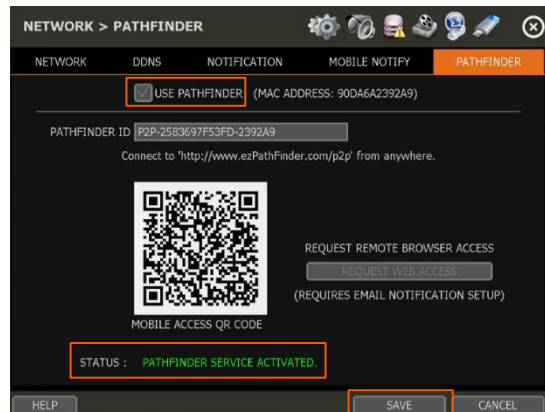 NETWORK > PATHFINDER
NETWORK DDNS NOTIFICATION MOBILE NOTIFY PATHFINDER
USE PATHFINDER (MAC ADDRESS: 90DA6A2392A9)
PATHFINDER ID P2P-2583697F53FD-2392A9
Connect to 'http://www.ezPathFinder.com/p2p' from anywhere.
REQUEST REMOTE BROWSER ACCESS
REQUEST WEB ACCESS
(REQUIRES EMAIL NOTIFICATION SETUP)
MOBILE ACCESS QR CODE
STATUS : PATHFINDER SERVICE ACTIVATED.
HELP SAVE CANCEL